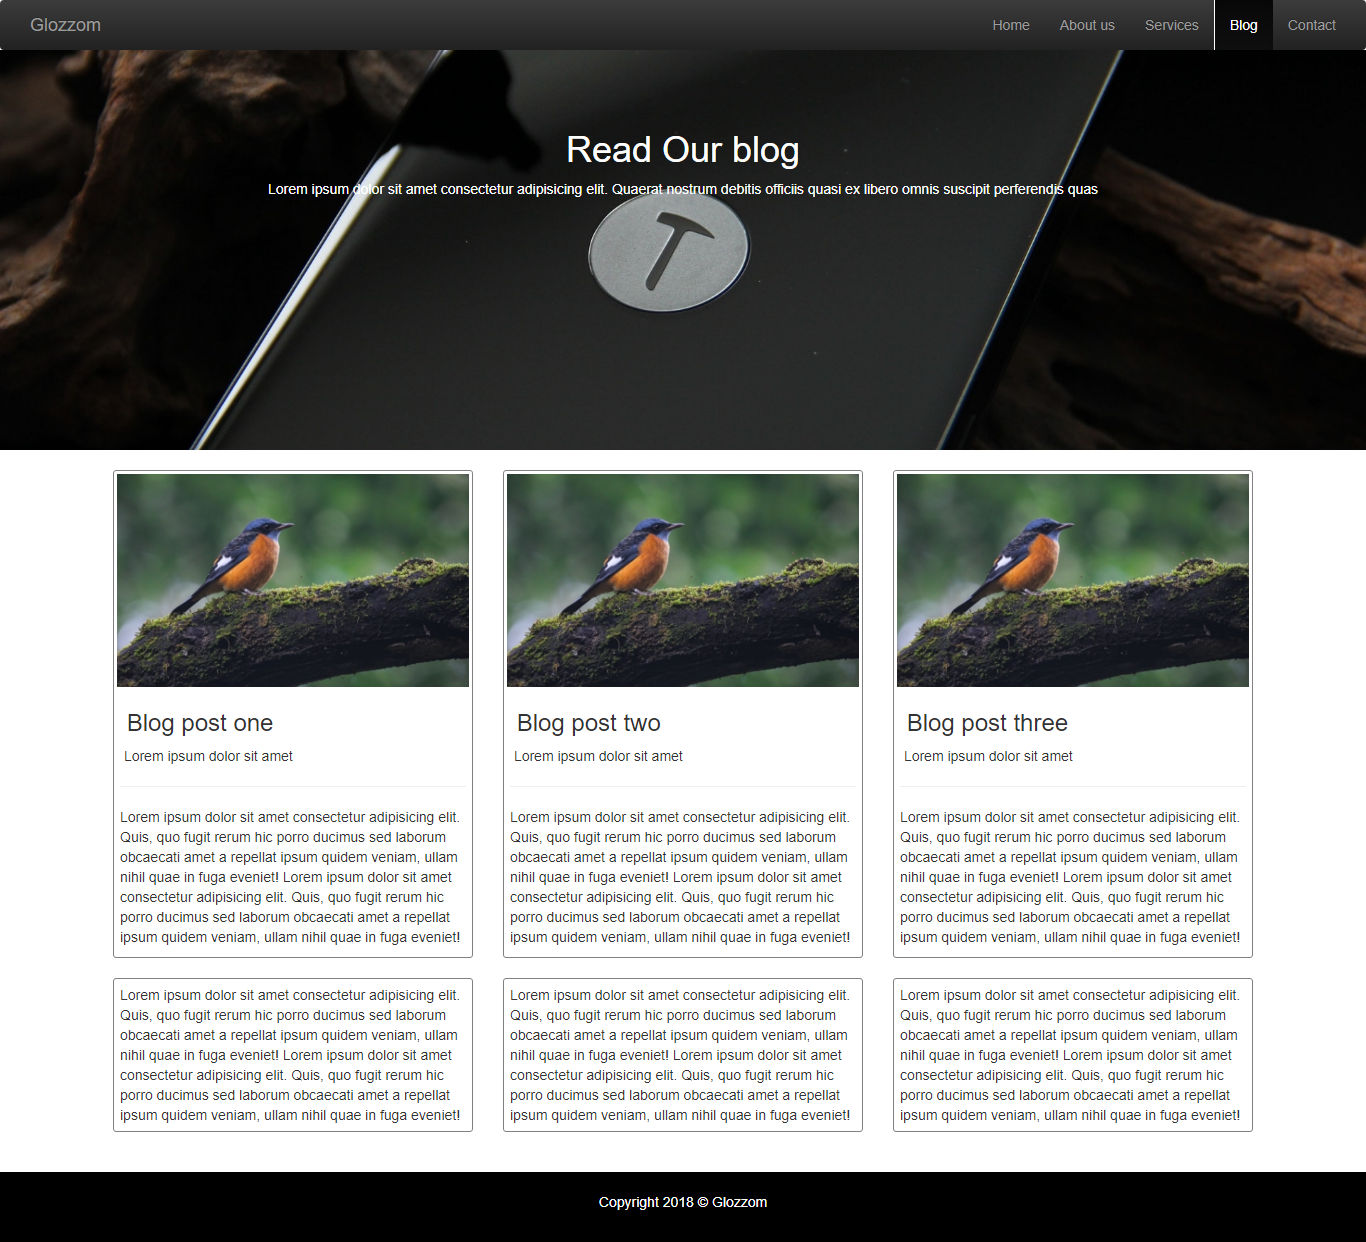 Glozzom
Home About us Services Blog Contact
Read Our blog
Lorem ipsum dolor sit amet consectetur adipisicing elit. Quaerat nostrum debitis officiis quasi ex libero omnis suscipit perferendis quas
Blog post one
Lorem ipsum dolor sit amet
Lorem ipsum dolor sit amet consectetur adipisicing elit.
Quis, quo fugit rerum hic porro ducimus sed laborum
obcaecati amet a repellat ipsum quidem veniam, ullam
nihil quae in fuga eveniet! Lorem ipsum dolor sit amet
consectetur adipisicing elit. Quis, quo fugit rerum hic
porro ducimus sed laborum obcaecati amet a repellat
ipsum quidem veniam, ullam nihil quae in fuga eveniet!
Blog post two
Lorem ipsum dolor sit amet
Lorem ipsum dolor sit amet consectetur adipisicing elit.
Quis, quo fugit rerum hic porro ducimus sed laborum
obcaecati amet a repellat ipsum quidem veniam, ullam
nihil quae in fuga eveniet! Lorem ipsum dolor sit amet
consectetur adipisicing elit. Quis, quo fugit rerum hic
porro ducimus sed laborum obcaecati amet a repellat
ipsum quidem veniam, ullam nihil quae in fuga eveniet!
Blog post three
Lorem ipsum dolor sit amet
Lorem ipsum dolor sit amet consectetur adipisicing elit.
Quis, quo fugit rerum hic porro ducimus sed laborum
obcaecati amet a repellat ipsum quidem veniam, ullam
nihil quae in fuga eveniet! Lorem ipsum dolor sit amet
consectetur adipisicing elit. Quis, quo fugit rerum hic
porro ducimus sed laborum obcaecati amet a repellat
ipsum quidem veniam, ullam nihil quae in fuga eveniet!
Lorem ipsum dolor sit amet consectetur adipisicing elit.
Quis, quo fugit rerum hic porro ducimus sed laborum
obcaecati amet a repellat ipsum quidem veniam, ullam
nihil quae in fuga eveniet! Lorem ipsum dolor sit amet
consectetur adipisicing elit. Quis, quo fugit rerum hic
porro ducimus sed laborum obcaecati amet a repellat
ipsum quidem veniam, ullam nihil quae in fuga eveniet!
Lorem ipsum dolor sit amet consectetur adipisicing elit.
Quis, quo fugit rerum hic porro ducimus sed laborum
obcaecati amet a repellat ipsum quidem veniam, ullam
nihil quae in fuga eveniet! Lorem ipsum dolor sit amet
consectetur adipisicing elit. Quis, quo fugit rerum hic
porro ducimus sed laborum obcaecati amet a repellat
ipsum quidem veniam, ullam nihil quae in fuga eveniet!
Lorem ipsum dolor sit amet consectetur adipisicing elit.
Quis, quo fugit rerum hic porro ducimus sed laborum
obcaecati amet a repellat ipsum quidem veniam, ullam
nihil quae in fuga eveniet! Lorem ipsum dolor sit amet
consectetur adipisicing elit. Quis, quo fugit rerum hic
porro ducimus sed laborum obcaecati amet a repellat
ipsum quidem veniam, ullam nihil quae in fuga eveniet!
Copyright 2018 © Glozzom